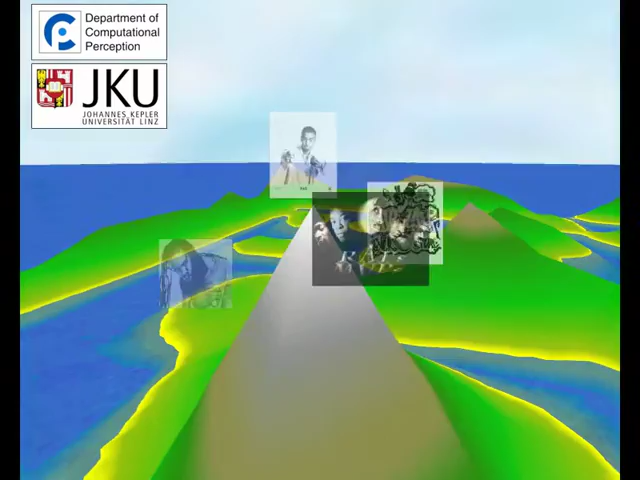 Department of
Computational
Perception
JKU
JOHANNES KEPLER
UNIVERSITÄT LINZ